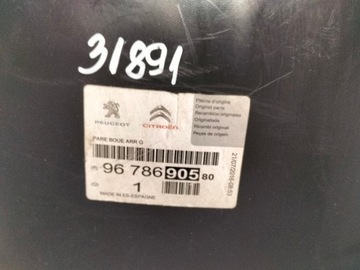 31891
PEUGEOT
CITROËN
Pièce d'origine
Original parts
Recambios originales
Originalteile
Ricambi originali
Peças de origem
PARE BOUE ARR G
96 786 905 80
1
MADE IN ES-ESPAGNE